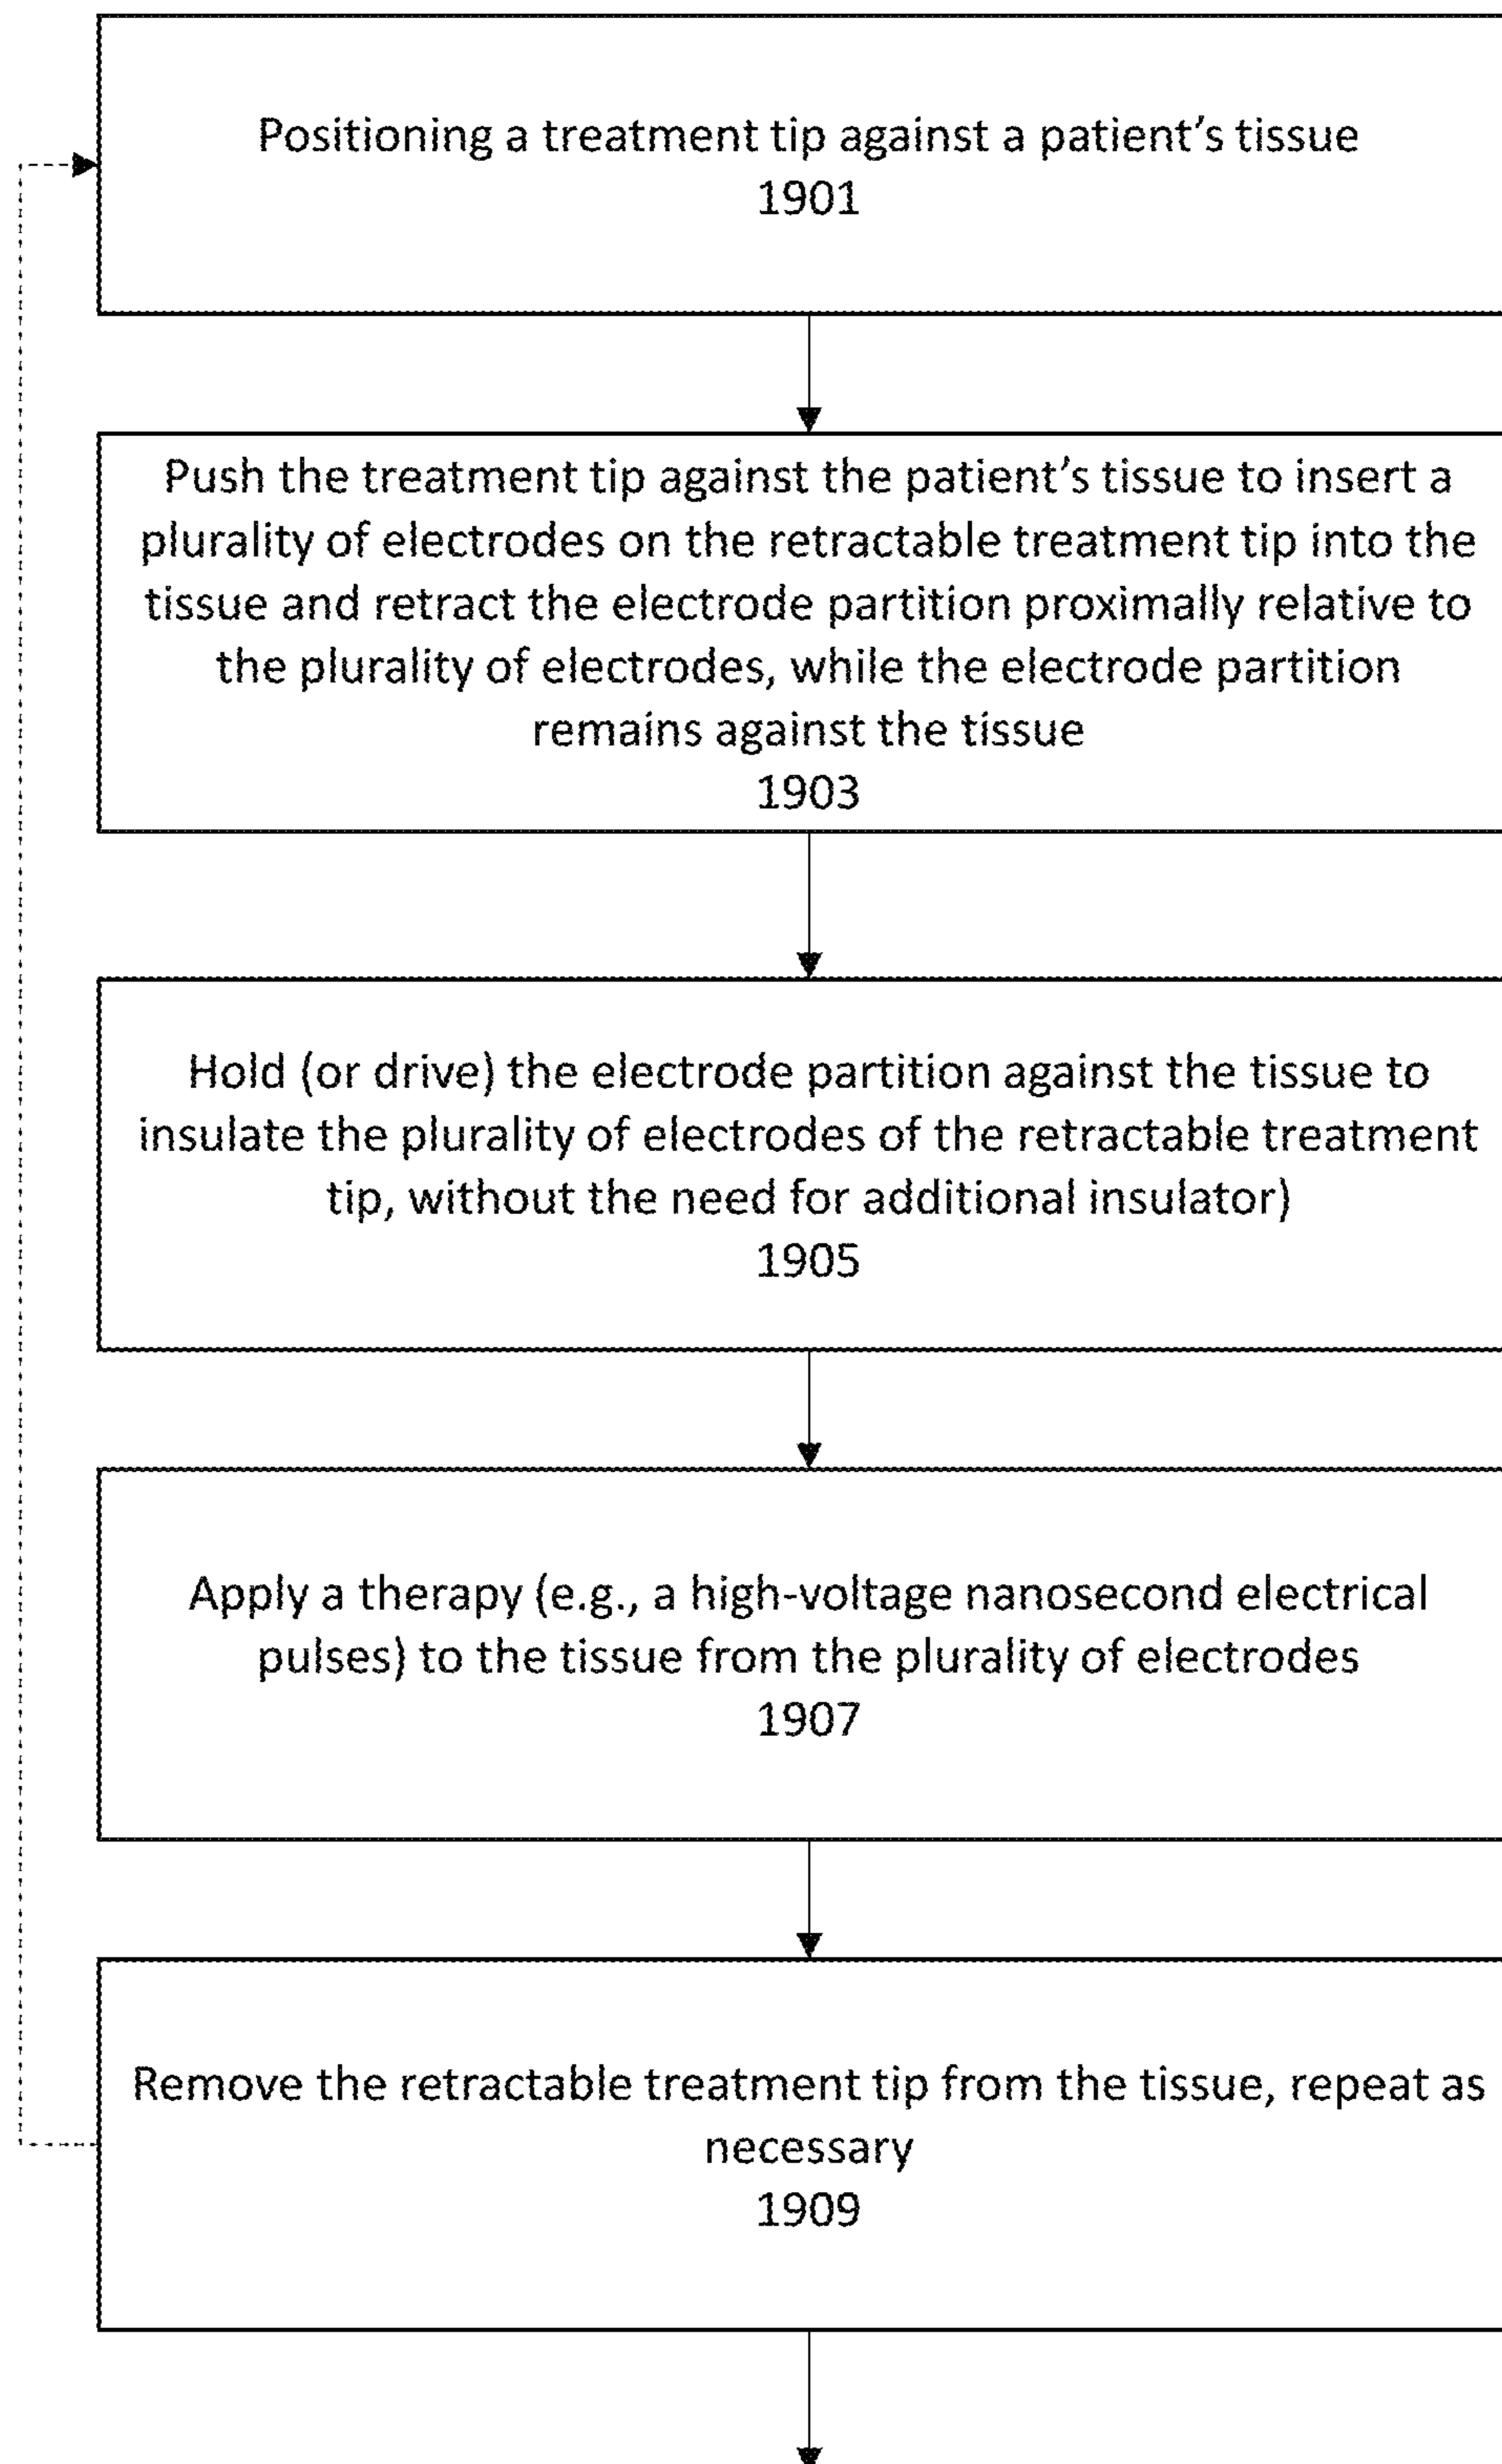 Positioning a treatment tip against a patient's tissue
1901
Push the treatment tip against the patient's tissue to insert a
plurality of electrodes on the retractable treatment tip into the
tissue and retract the electrode partition proximally relative to
the plurality of electrodes, while the electrode partition
remains against the tissue
1903
Hold (or drive) the electrode partition against the tissue to
insulate the plurality of electrodes of the retractable treatment
tip, without the need for additional insulator)
1905
Apply a therapy (e.g., a high-voltage nanosecond electrical
pulses) to the tissue from the plurality of electrodes
1907
Remove the retractable treatment tip from the tissue, repeat as
necessary
1909